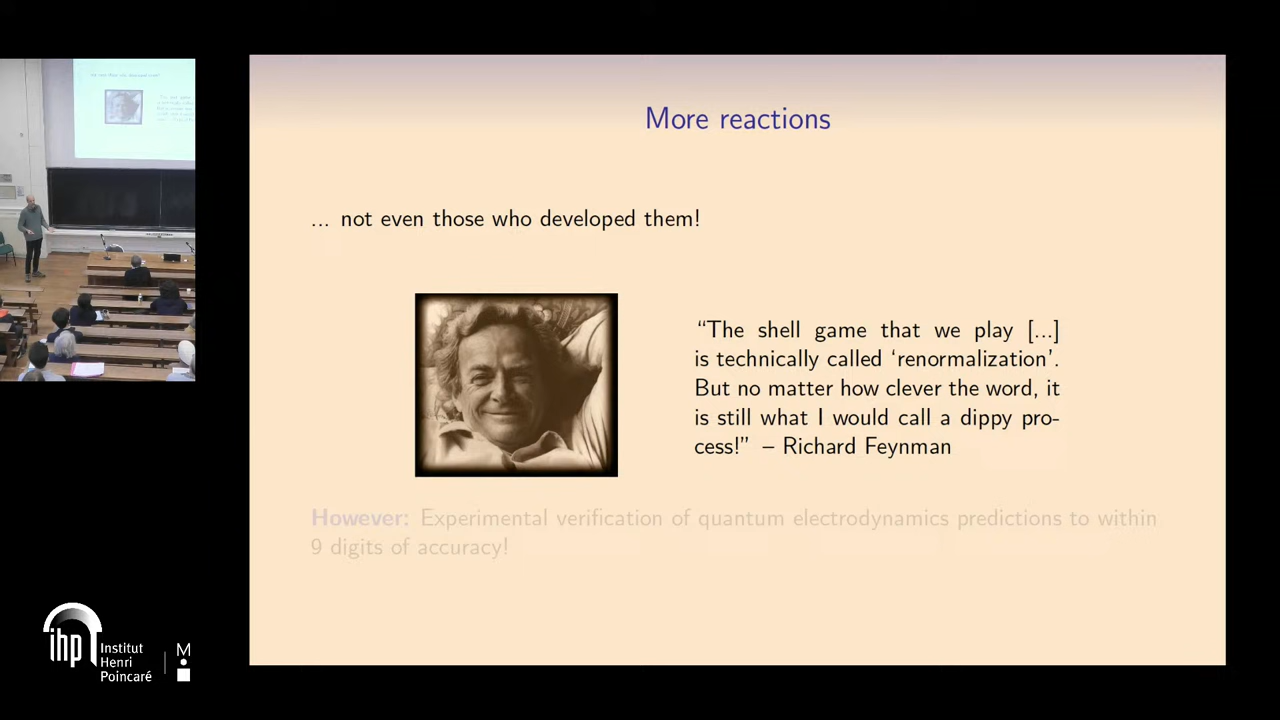 More reactions
... not even those who developed them!
“The shell game that we play [...]
is technically called ‘renormalization’.
But no matter how clever the word, it
is still what I would call a dippy pro-
cess!” – Richard Feynman
However: Experimental verification of quantum electrodynamics predictions to within
9 digits of accuracy!
ihp Institut
Henri
Poincaré
M